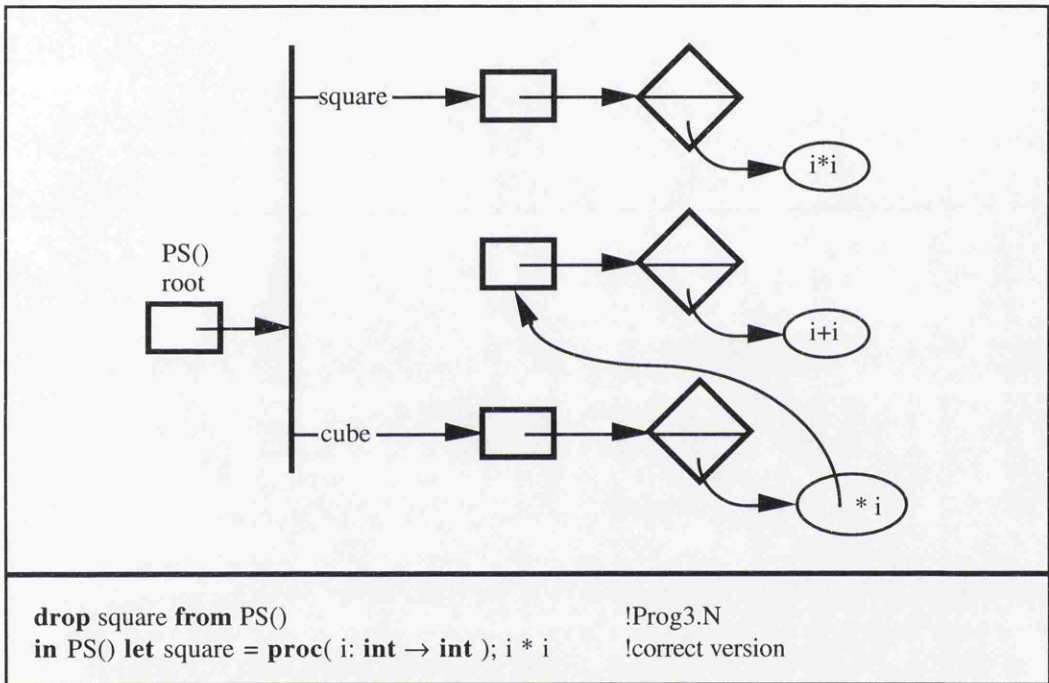 square
i*i
PS()
root
i+i
cube
* i
drop square from PS() !Prog3.N
in PS() let square = proc( i: int → int ); i * i !correct version